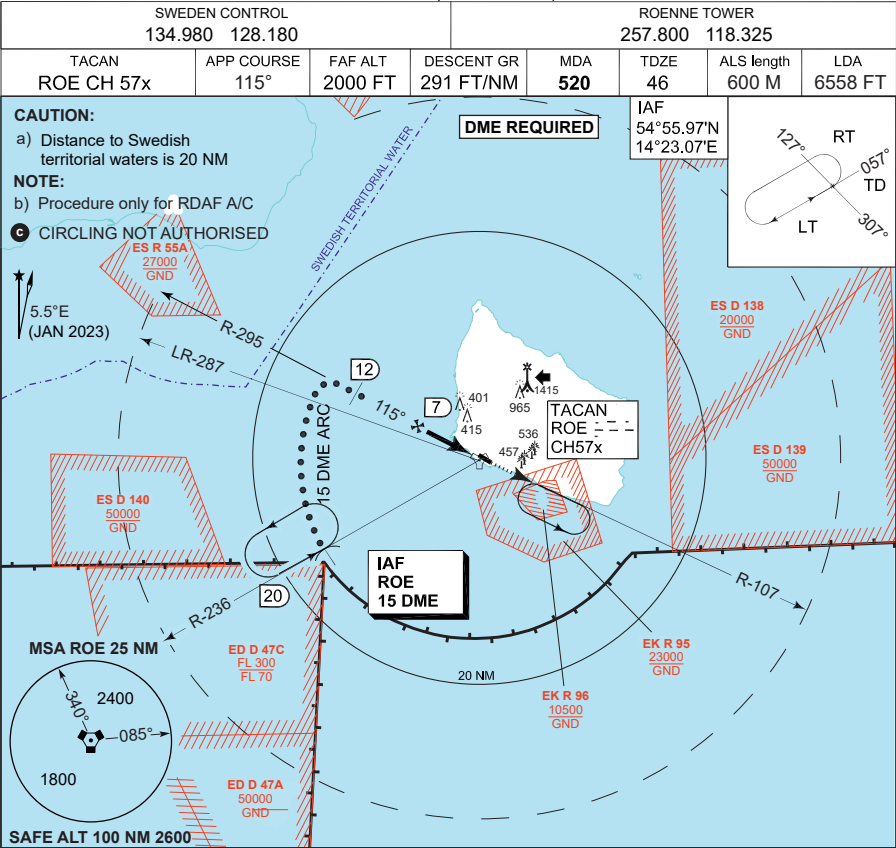 SWEDEN CONTROL
134.980 128.180
ROENNE TOWER
257.800 118.325
TACAN
ROE CH 57x
APP COURSE
115°
FAF ALT
2000 FT
DESCENT GR
291 FT/NM
MDA
520
TDZE
46
ALS length
600 M
LDA
6558 FT
CAUTION:
a) Distance to Swedish
territorial waters is 20 NM
NOTE:
b) Procedure only for RDAF A/C
C CIRCLING NOT AUTHORISED
DME REQUIRED
IAF
54°55.97'N
14°23.07'E
127°
RT
057°
TD
LT
307°
SWEDISH TERRITORIAL WATER
ES R 55A
27000
GND
5.5°E
(JAN 2023)
R-295
LR-287
12
115°
7
401
415
965
1415
536
457
TACAN
ROE
CH57x
ES D 138
20000
GND
ES D 139
50000
GND
15 DME ARC
ES D 140
50000
GND
20
R-236
IAF
ROE
15 DME
R-107
20 NM
EK R 95
23000
GND
EK R 96
10500
GND
ED D 47C
FL 300
FL 70
MSA ROE 25 NM
340°
2400
085°
1800
ED D 47A
50000
GND
SAFE ALT 100 NM 2600